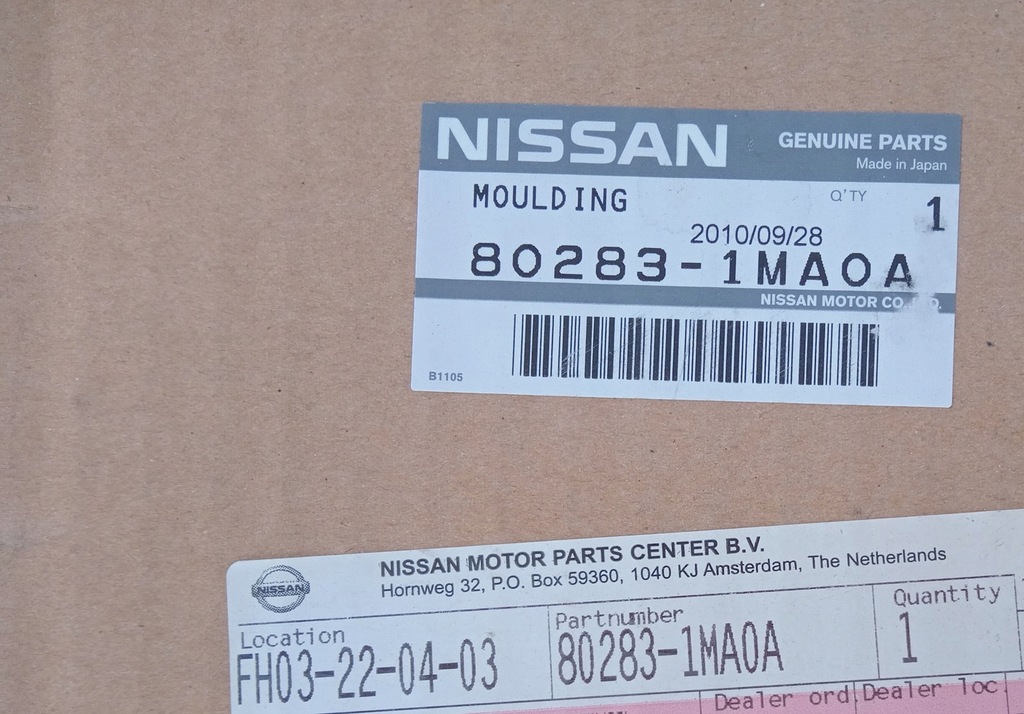 NISSAN GENUINE PARTS
Made in Japan
MOULDING Q'TY 1
2010/09/28
80283-1MA0A
NISSAN MOTOR CO.
B1105
NISSAN MOTOR PARTS CENTER B.V.
Hornweg 32, P.O. Box 59360, 1040 KJ Amsterdam, The Netherlands
NISSAN
Location Partnumber Quantity
FH03-22-04-03 80283-1MA0A 1
Dealer ord Dealer loc